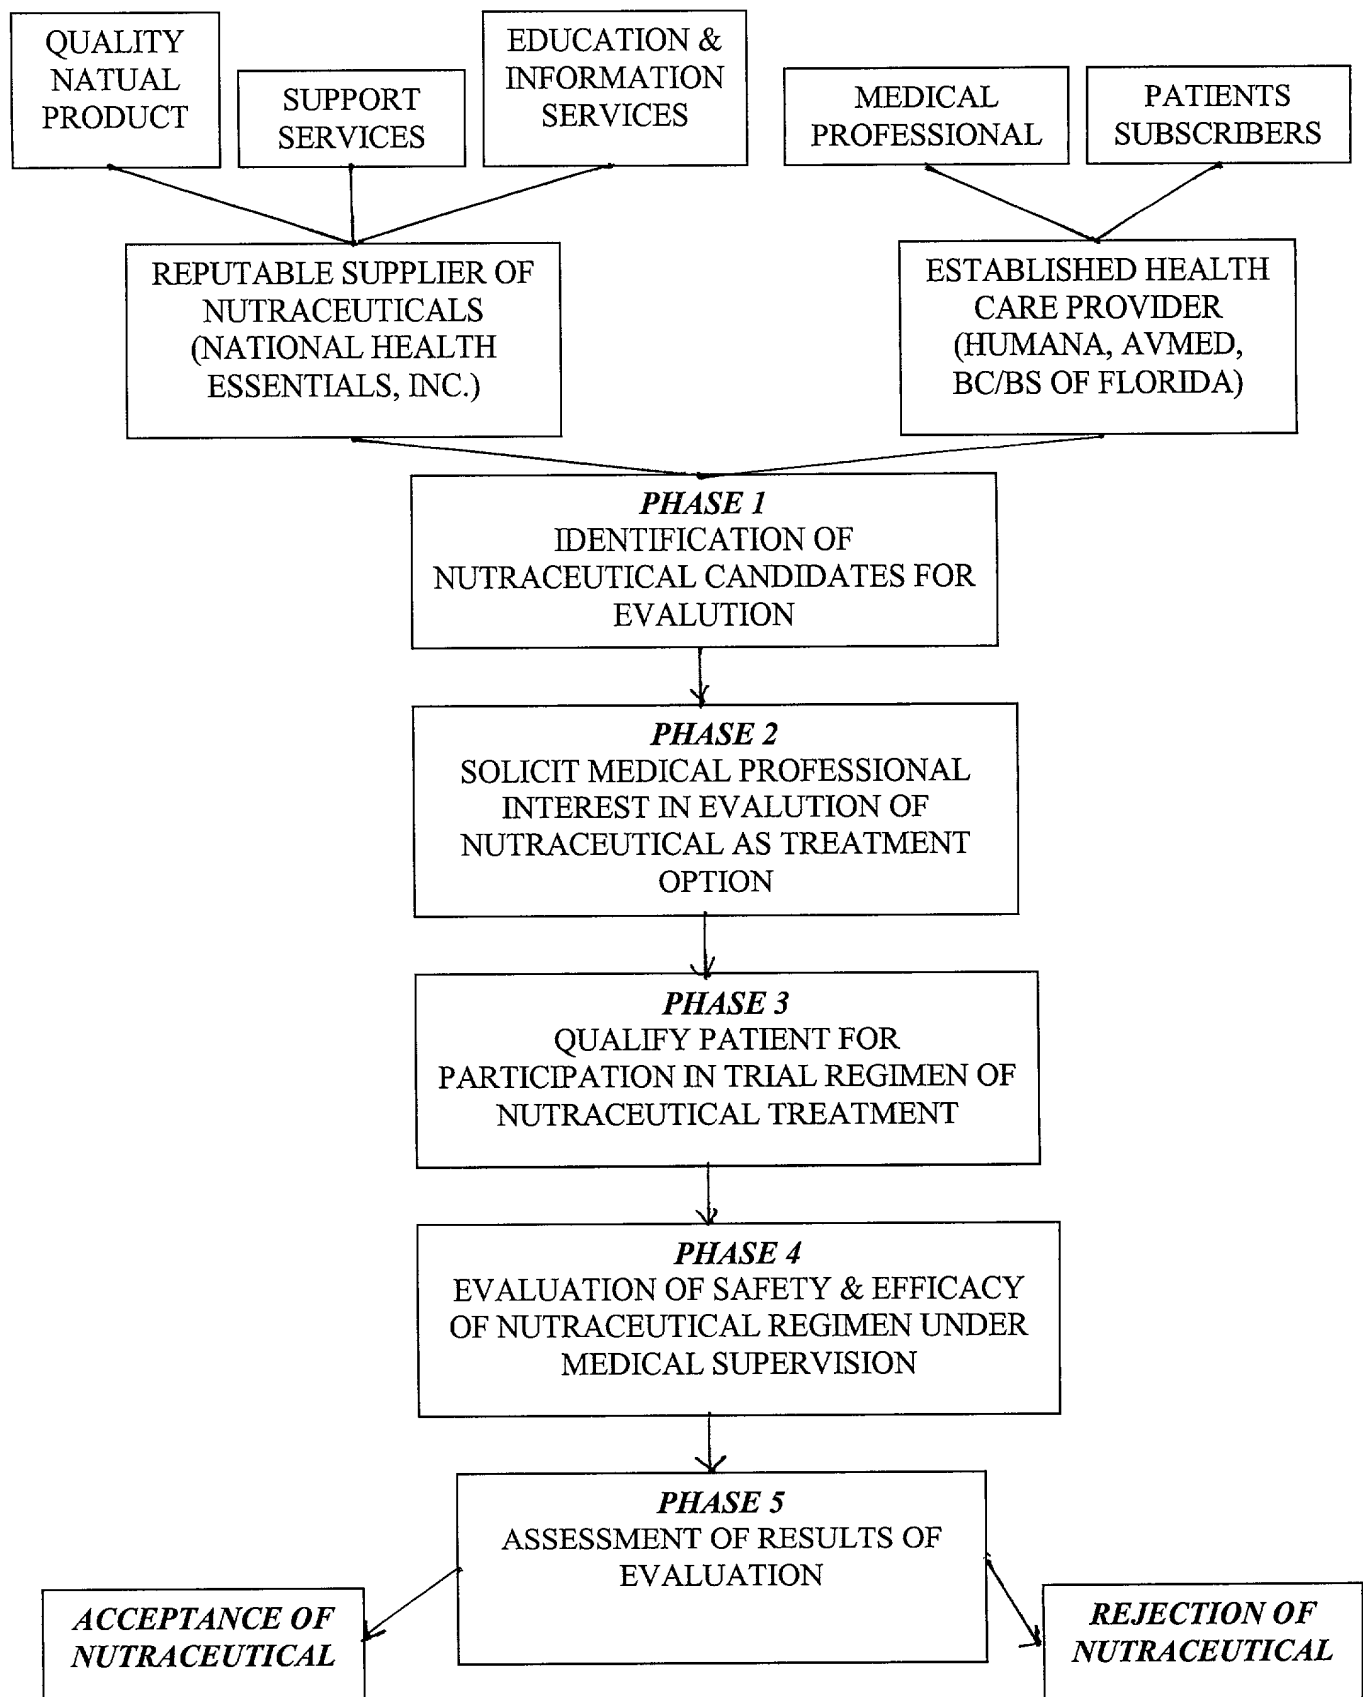 QUALITY
NATUAL
PRODUCT
SUPPORT
SERVICES
EDUCATION &
INFORMATION
SERVICES
MEDICAL
PROFESSIONAL
PATIENTS
SUBSCRIBERS
REPUTABLE SUPPLIER OF
NUTRACEUTICALS
(NATIONAL HEALTH
ESSENTIALS, INC.)
ESTABLISHED HEALTH
CARE PROVIDER
(HUMANA, AVMED,
BC/BS OF FLORIDA)
PHASE 1
IDENTIFICATION OF
NUTRACEUTICAL CANDIDATES FOR
EVALUTION
PHASE 2
SOLICIT MEDICAL PROFESSIONAL
INTEREST IN EVALUTION OF
NUTRACEUTICAL AS TREATMENT
OPTION
PHASE 3
QUALIFY PATIENT FOR
PARTICIPATION IN TRIAL REGIMEN OF
NUTRACEUTICAL TREATMENT
PHASE 4
EVALUATION OF SAFETY & EFFICACY
OF NUTRACEUTICAL REGIMEN UNDER
MEDICAL SUPERVISION
PHASE 5
ASSESSMENT OF RESULTS OF
EVALUATION
ACCEPTANCE OF
NUTRACEUTICAL
REJECTION OF
NUTRACEUTICAL